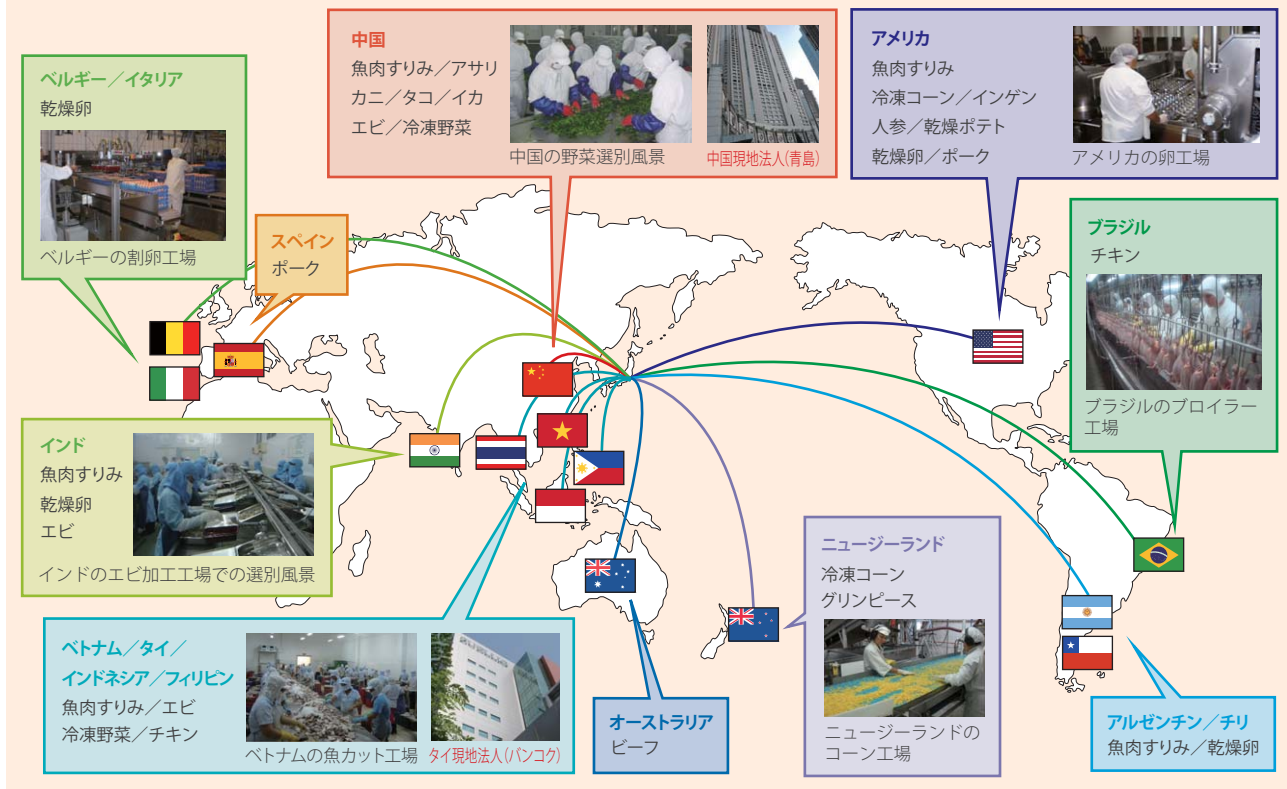 中国
魚肉すりみ／アサリ
カニ／タコ／イカ
エビ／冷凍野菜
中国の野菜選別風景
中国現地法人(青島)
アメリカ
魚肉すりみ
冷凍コーン／インゲン
人参／乾燥ポテト
乾燥卵／ポーク
アメリカの卵工場
ベルギー／イタリア
乾燥卵
ベルギーの割卵工場
スペイン
ポーク
ブラジル
チキン
ブラジルのブロイラー
工場
インド
魚肉すりみ
乾燥卵
エビ
インドのエビ加工工場での選別風景
ニュージーランド
冷凍コーン
グリンピース
ニュージーランドの
コーン工場
ベトナム／タイ／
インドネシア／フィリピン
魚肉すりみ／エビ
冷凍野菜／チキン
ベトナムの魚カット工場
タイ現地法人(バンコク)
オーストラリア
ビーフ
アルゼンチン／チリ
魚肉すりみ／乾燥卵